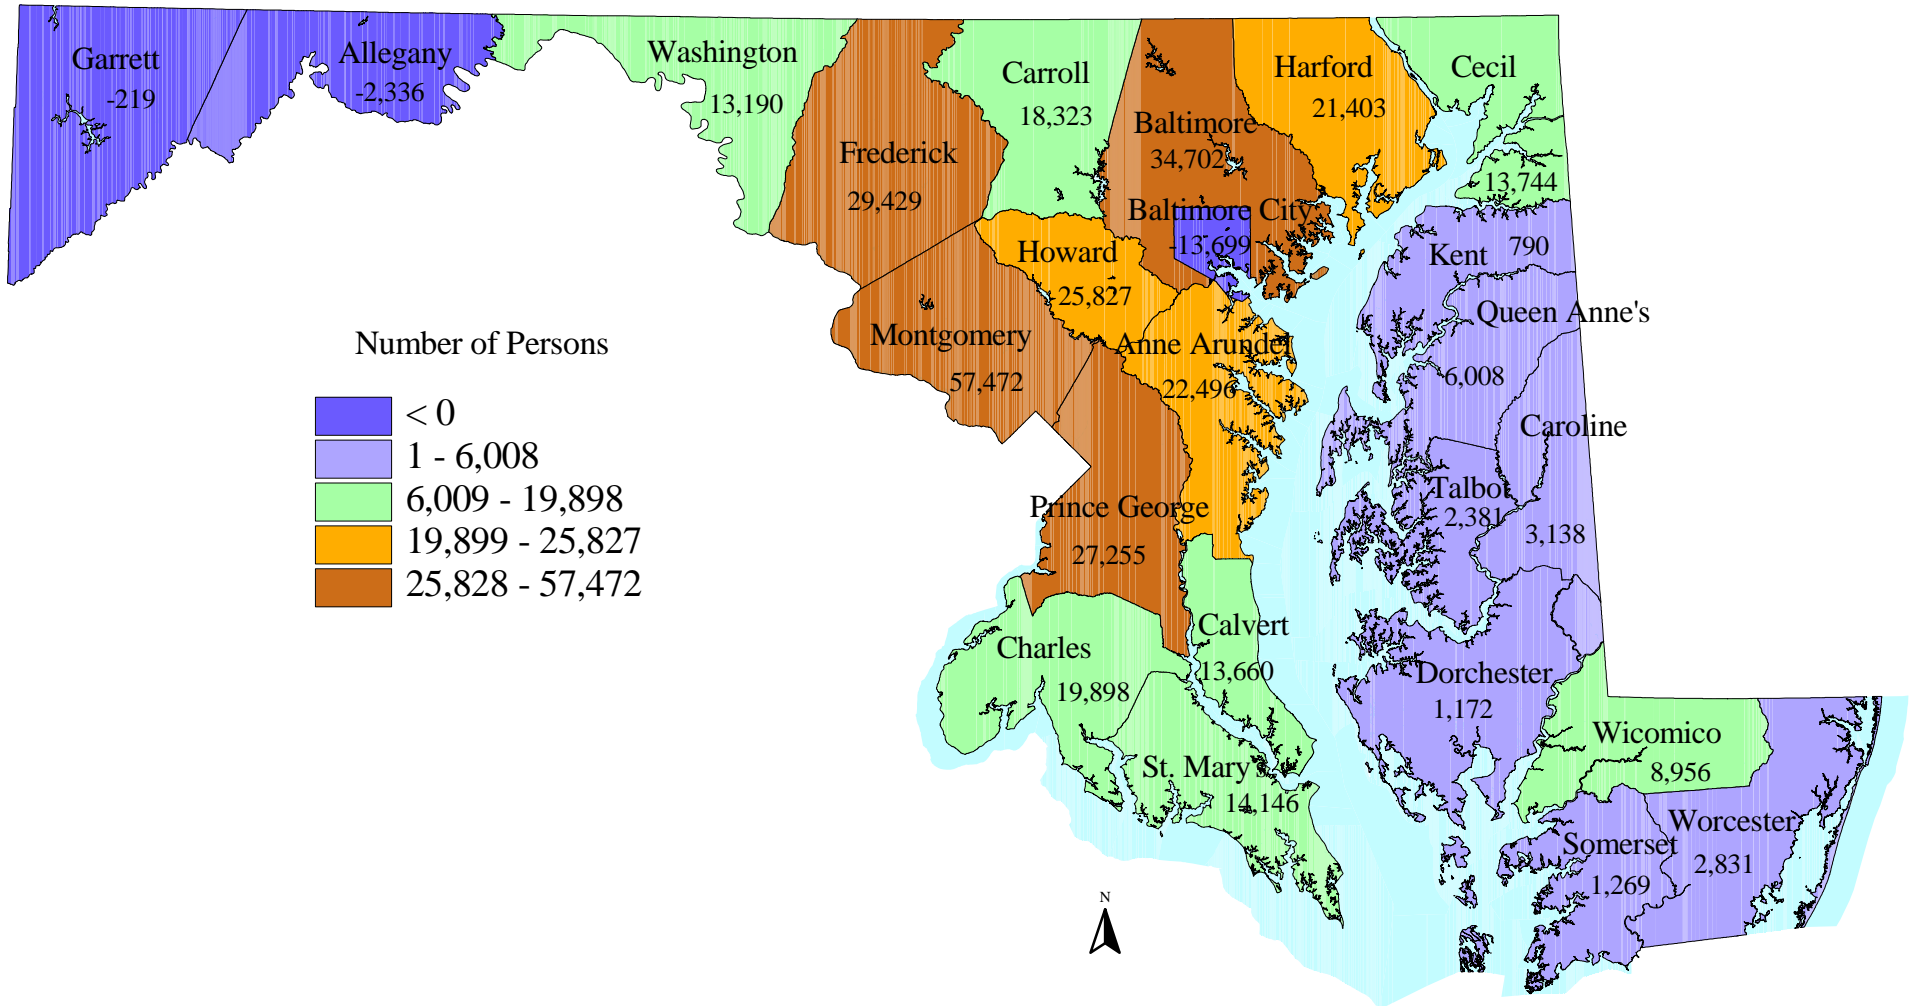 Garrett
-219
Allegany
-2,336
Washington
13,190
Frederick
29,429
Carroll
18,323
Baltimore
34,702
Baltimore City
-13,699
Harford
21,403
Cecil
13,744
Kent
790
Queen Anne's
6,008
Howard
25,827
Montgomery
57,472
Anne Arundel
22,496
Caroline
3,138
Talbot
2,381
Prince George
27,255
Number of Persons
< 0
1 - 6,008
6,009 - 19,898
19,899 - 25,827
25,828 - 57,472
Calvert
13,660
Charles
19,898
St. Mary's
14,146
Dorchester
1,172
Wicomico
8,956
Worcester
2,831
Somerset
1,269
N